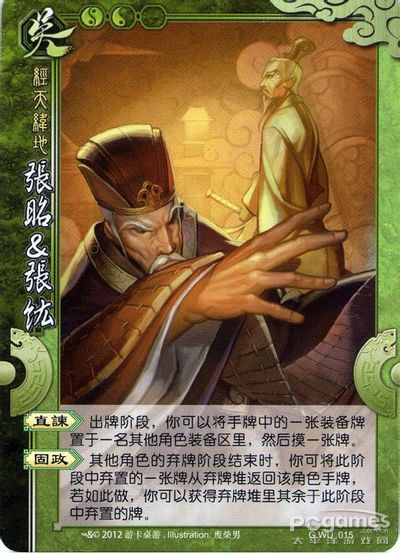 吴
經天緯地
張昭&張紘
直諫
出牌阶段，你可以将手牌中的一张装备牌
置于一名其他角色装备区里，然后摸一张牌。
固政
其他角色的弃牌阶段结束时，你可将此阶
段中弃置的一张牌从弃牌堆返回该角色手牌，
若如此做，你可以获得弃牌堆里其余于此阶段
中弃置的牌。
™&© 2012 游卡桌游. Illustration: 废柴男
G.WU 015
PCgames
太平洋游戏网